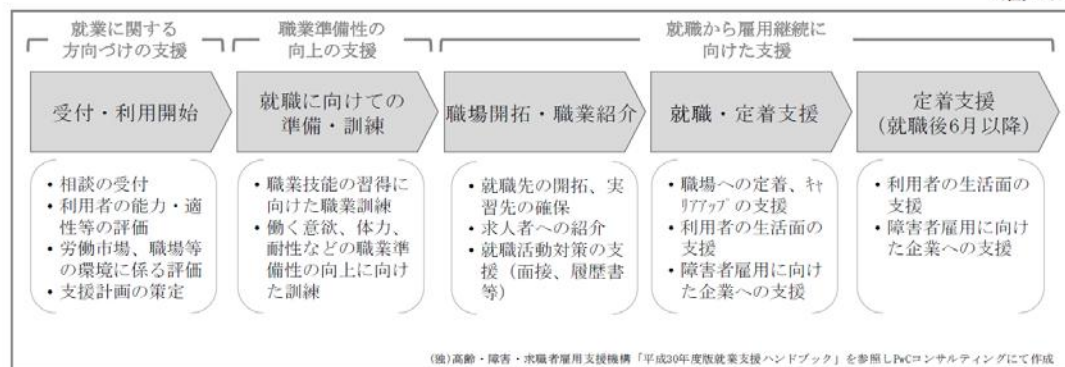 就業に関する
方向づけの支援
職業準備性の
向上の支援
就職から雇用継続に
向けた支援
受付・利用開始
就職に向けての
準備・訓練
職場開拓・職業紹介
就職・定着支援
定着支援
(就職後6月以降)
• 相談の受付
• 利用者の能力・適
性等の評価
• 労働市場、職場等
の環境に係る評価
• 支援計画の策定
• 職業技能の習得に
向けた職業訓練
• 働く意欲、体力、
耐性などの職業準
備性の向上に向け
た訓練
• 就職先の開拓、実
習先の確保
• 求人者への紹介
• 就職活動対策の支
援（面接、履歴書
等）
• 職場への定着、ｷｬ
ﾘｱｱｯﾌﾟの支援
• 利用者の生活面の
支援
• 障害者雇用に向け
た企業への支援
• 利用者の生活面の
支援
• 障害者雇用に向け
た企業への支援
(独)高齢・障害・求職者雇用支援機構「平成30年度版就業支援ハンドブック」を参照しPwCコンサルティングにて作成